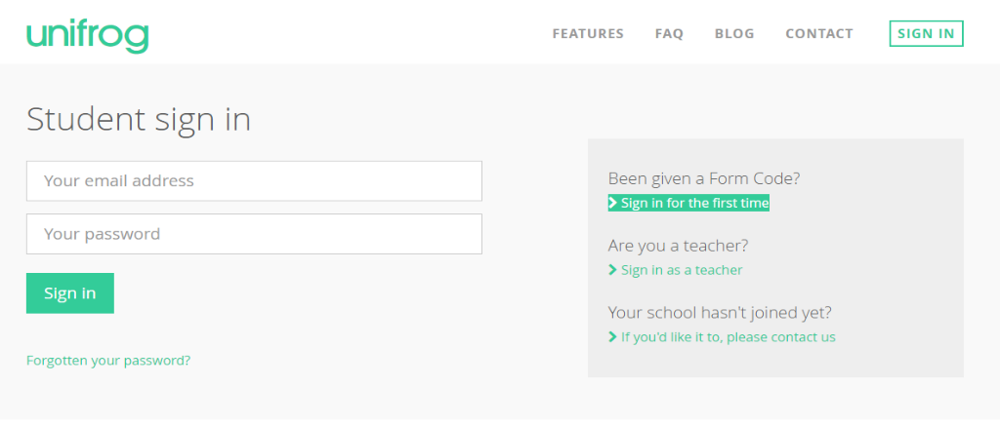 unifrog
FEATURES FAQ BLOG CONTACT SIGN IN
Student sign in
Your email address
Your password
Sign in
Forgotten your password?
Been given a Form Code?
Sign in for the first time
Are you a teacher?
Sign in as a teacher
Your school hasn't joined yet?
If you'd like it to, please contact us